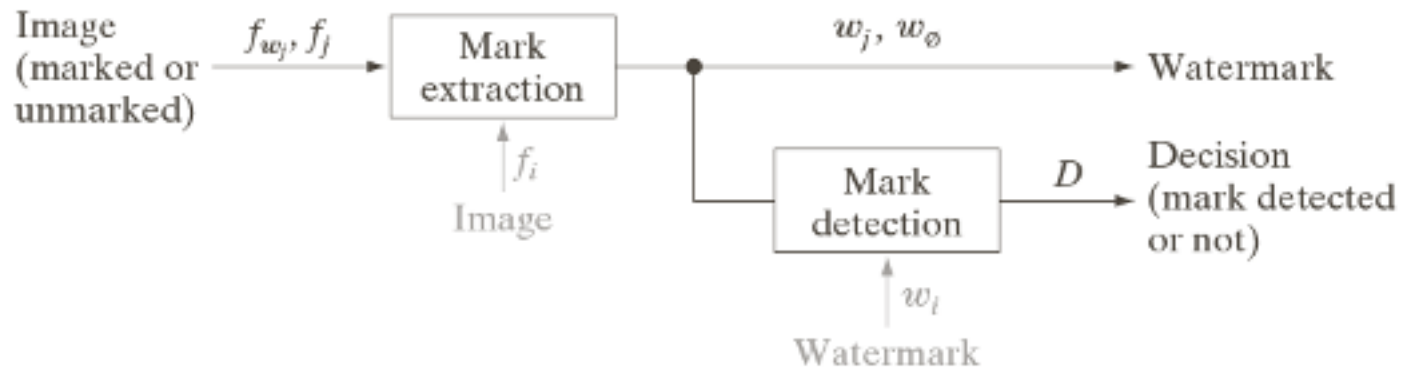 Image
(marked or
unmarked)
f_{w_j}, f_j
Mark
extraction
w_j, w_∅
Watermark
f_i
Image
Mark
detection
D
Decision
(mark detected
or not)
w_i
Watermark